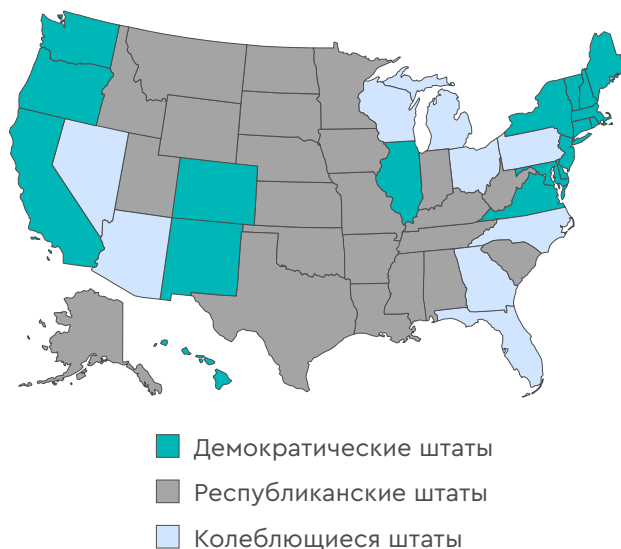 Демократические штаты
Республиканские штаты
Колеблющиеся штаты